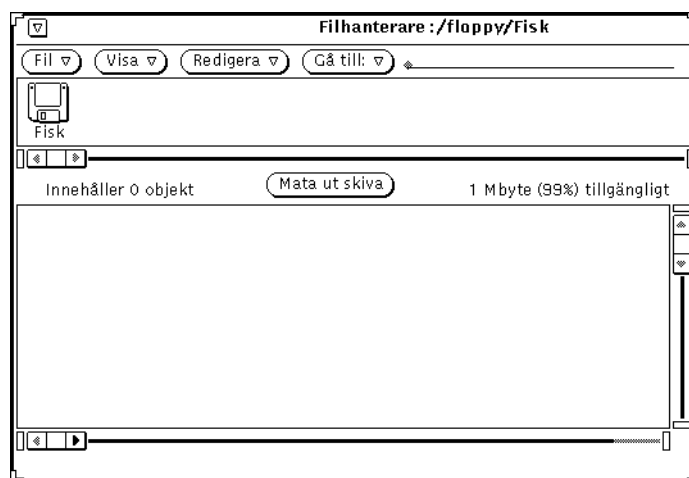 Filhanterare :/floppy/Fisk
Fil Visa Redigera Gå till:
Fisk
Innehåller 0 objekt Mata ut skiva 1 Mbyte (99%) tillgängligt